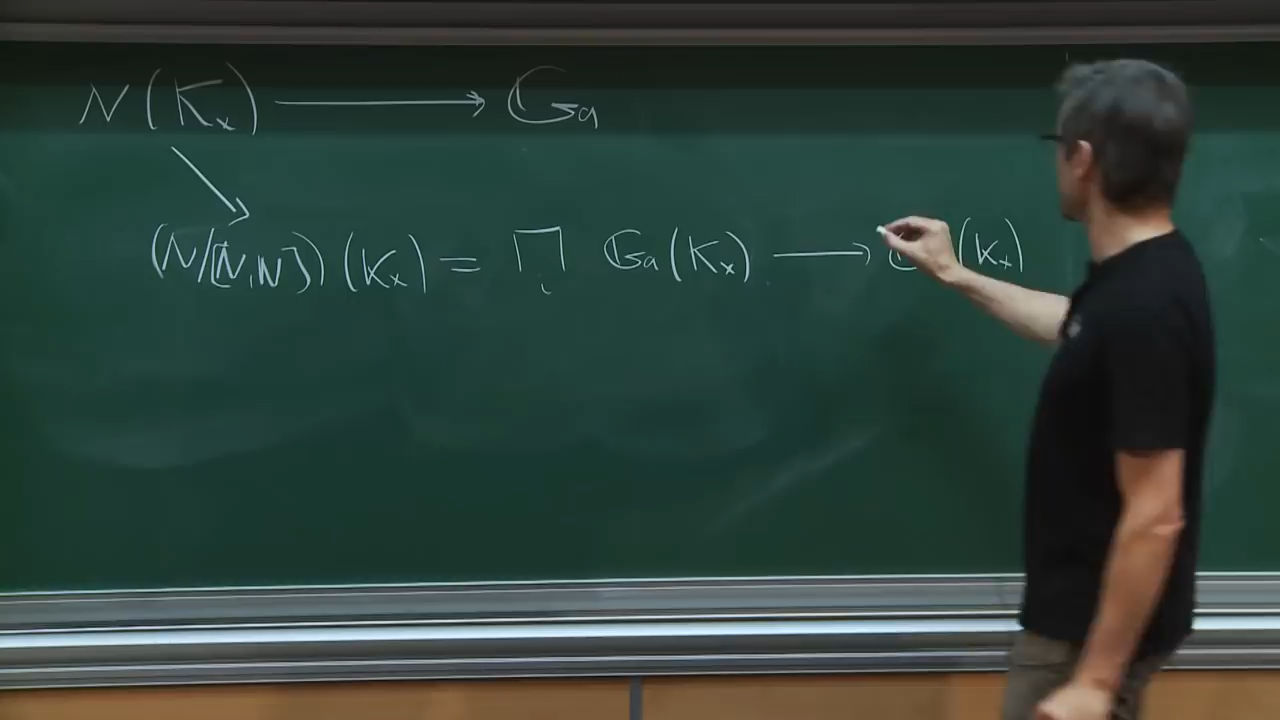 N(Kₓ) ⟶ 𝔾ₐ
↘
(N/[N,N])(Kₓ) = ∏ᵢ 𝔾ₐ(Kₓ) ⟶ (Kₓ)